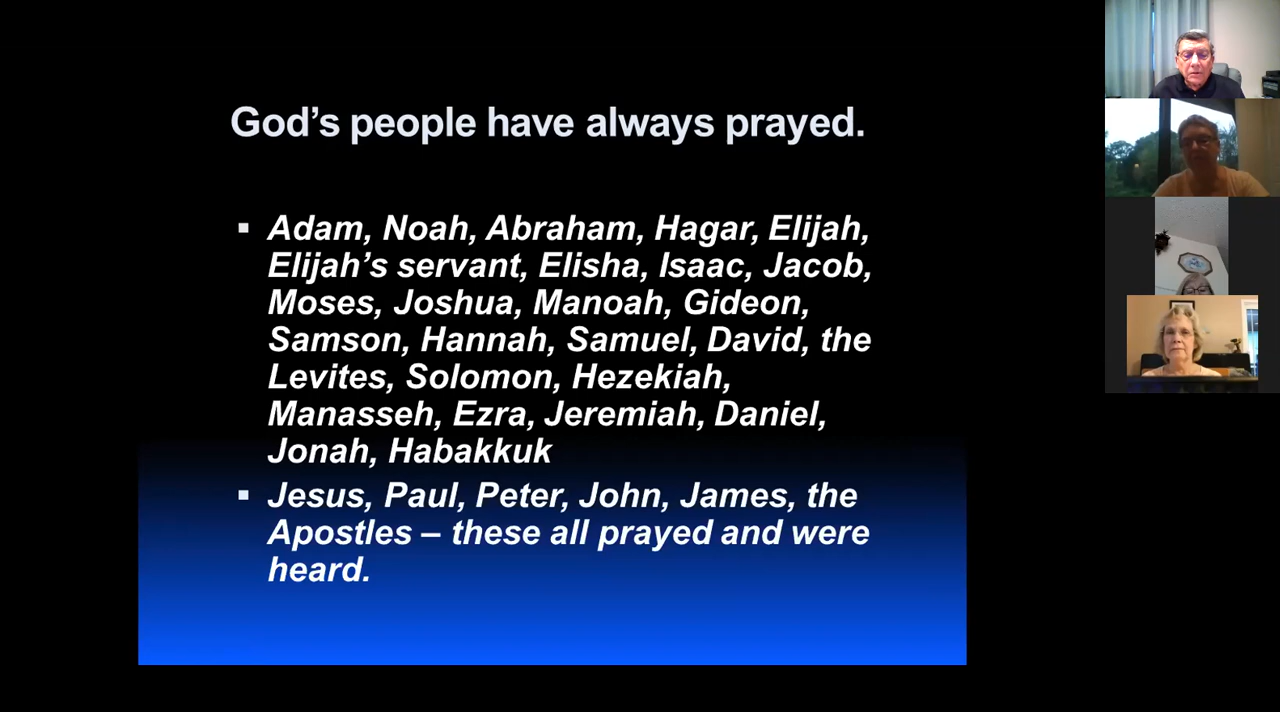 God’s people have always prayed.
▪ Adam, Noah, Abraham, Hagar, Elijah,
Elijah’s servant, Elisha, Isaac, Jacob,
Moses, Joshua, Manoah, Gideon,
Samson, Hannah, Samuel, David, the
Levites, Solomon, Hezekiah,
Manasseh, Ezra, Jeremiah, Daniel,
Jonah, Habakkuk
▪ Jesus, Paul, Peter, John, James, the
Apostles – these all prayed and were
heard.